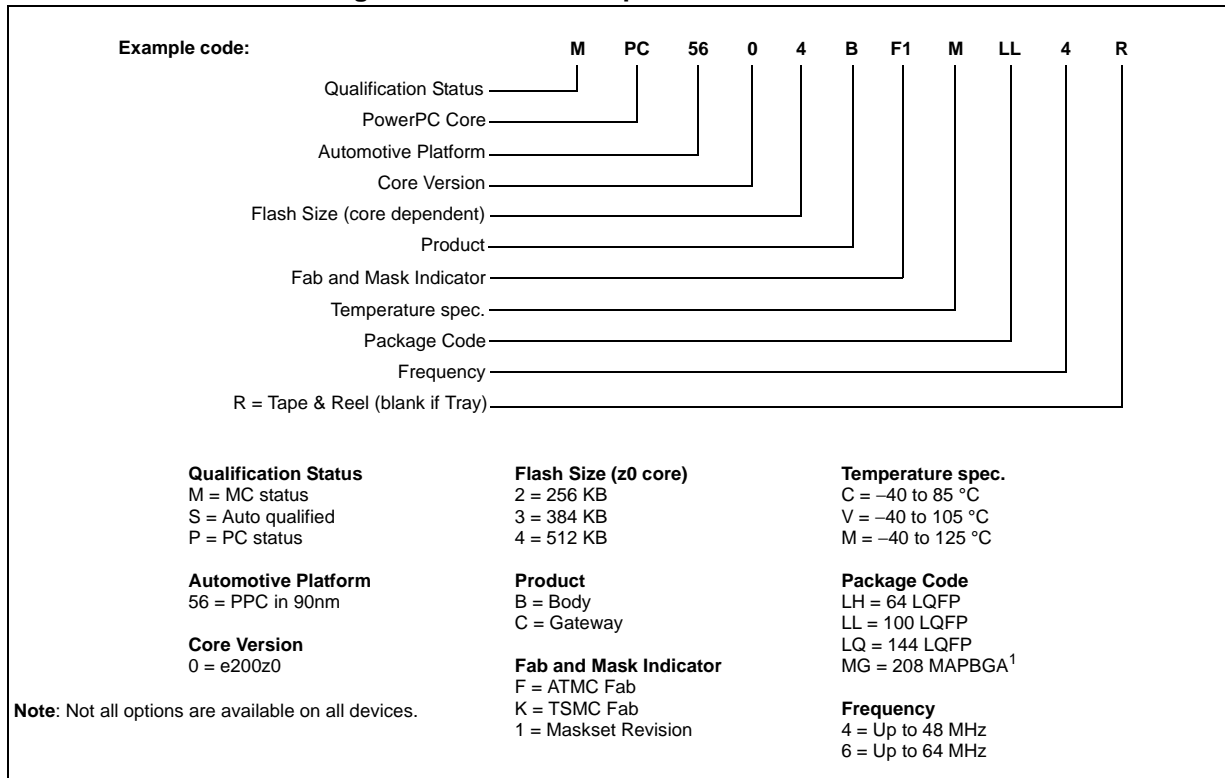 Example code: M PC 56 0 4 B F1 M LL 4 R
Qualification Status
PowerPC Core
Automotive Platform
Core Version
Flash Size (core dependent)
Product
Fab and Mask Indicator
Temperature spec.
Package Code
Frequency
R = Tape & Reel (blank if Tray)
Qualification Status
M = MC status
S = Auto qualified
P = PC status
Automotive Platform
56 = PPC in 90nm
Core Version
0 = e200z0
Note: Not all options are available on all devices.
Flash Size (z0 core)
2 = 256 KB
3 = 384 KB
4 = 512 KB
Product
B = Body
C = Gateway
Fab and Mask Indicator
F = ATMC Fab
K = TSMC Fab
1 = Maskset Revision
Temperature spec.
C = −40 to 85 °C
V = −40 to 105 °C
M = −40 to 125 °C
Package Code
LH = 64 LQFP
LL = 100 LQFP
LQ = 144 LQFP
MG = 208 MAPBGA1
Frequency
4 = Up to 48 MHz
6 = Up to 64 MHz